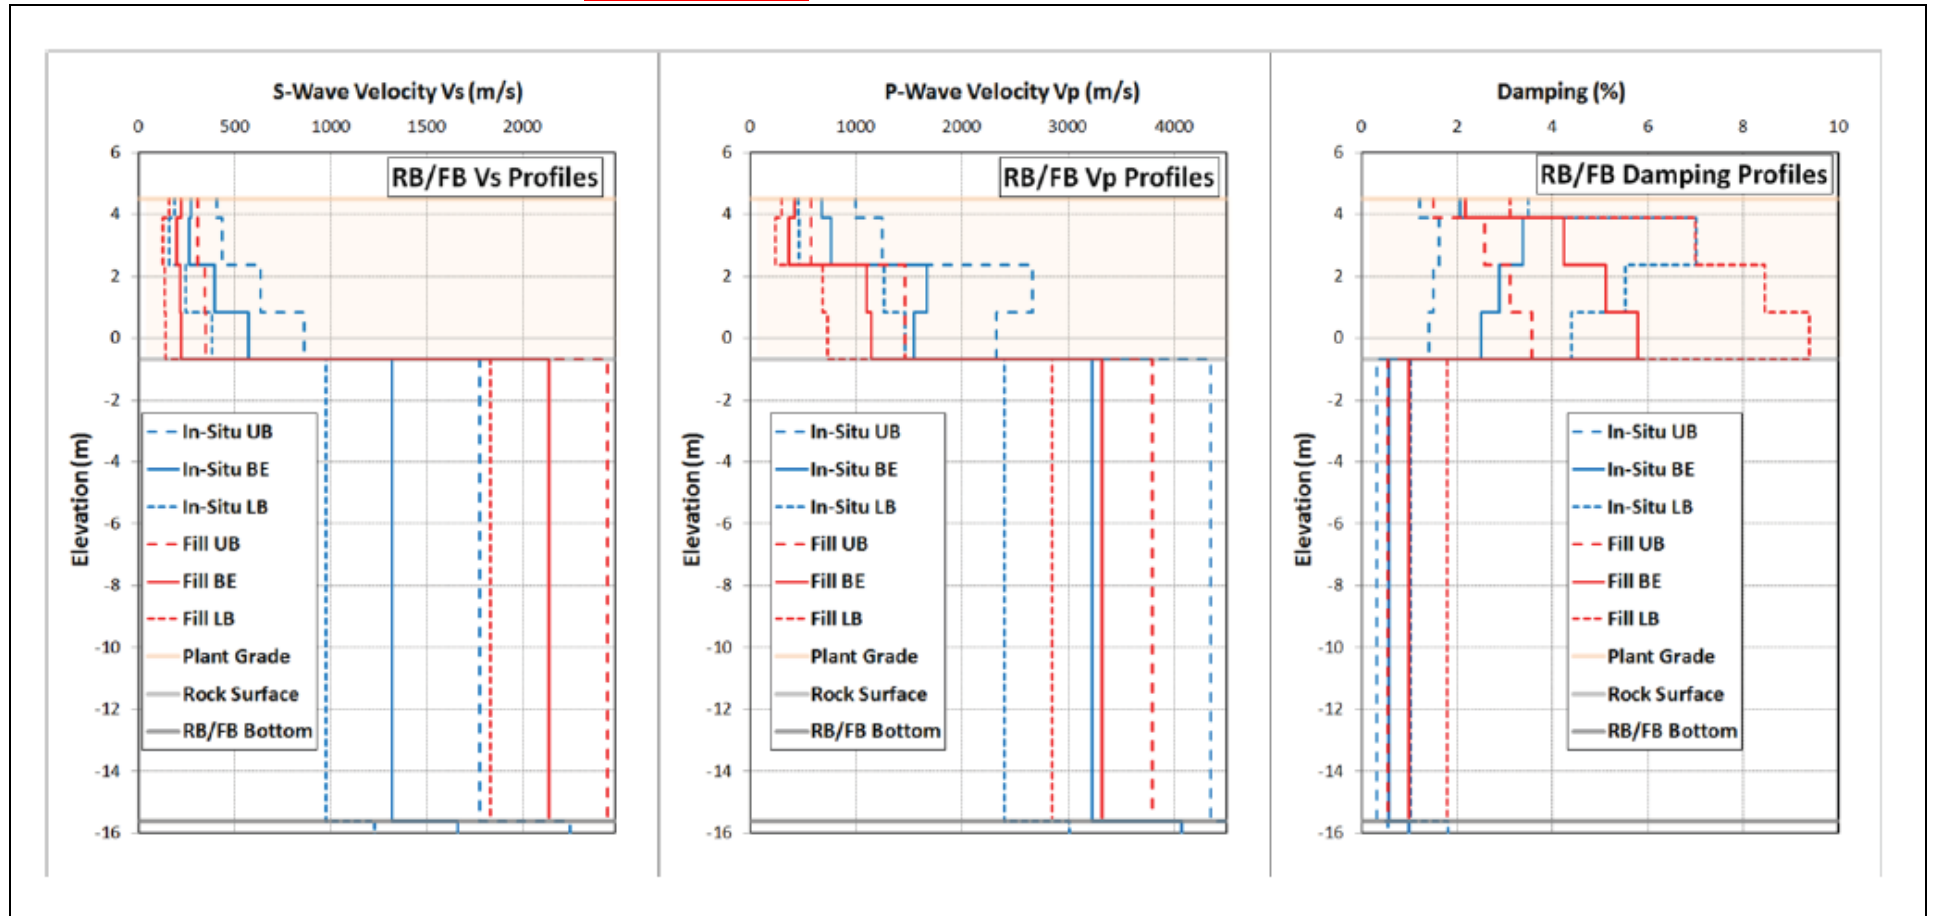 S-Wave Velocity Vs (m/s)
0 500 1000 1500 2000
RB/FB Vs Profiles
6
4
2
0
-2
-4
-6
-8
-10
-12
-14
-16
Elevation (m)
In-Situ UB
In-Situ BE
In-Situ LB
Fill UB
Fill BE
Fill LB
Plant Grade
Rock Surface
RB/FB Bottom
P-Wave Velocity Vp (m/s)
0 1000 2000 3000 4000
RB/FB Vp Profiles
6
4
2
0
-2
-4
-6
-8
-10
-12
-14
-16
Elevation (m)
In-Situ UB
In-Situ BE
In-Situ LB
Fill UB
Fill BE
Fill LB
Plant Grade
Rock Surface
RB/FB Bottom
Damping (%)
0 2 4 6 8 10
RB/FB Damping Profiles
6
4
2
0
-2
-4
-6
-8
-10
-12
-14
-16
Elevation (m)
In-Situ UB
In-Situ BE
In-Situ LB
Fill UB
Fill BE
Fill LB
Plant Grade
Rock Surface
RB/FB Bottom